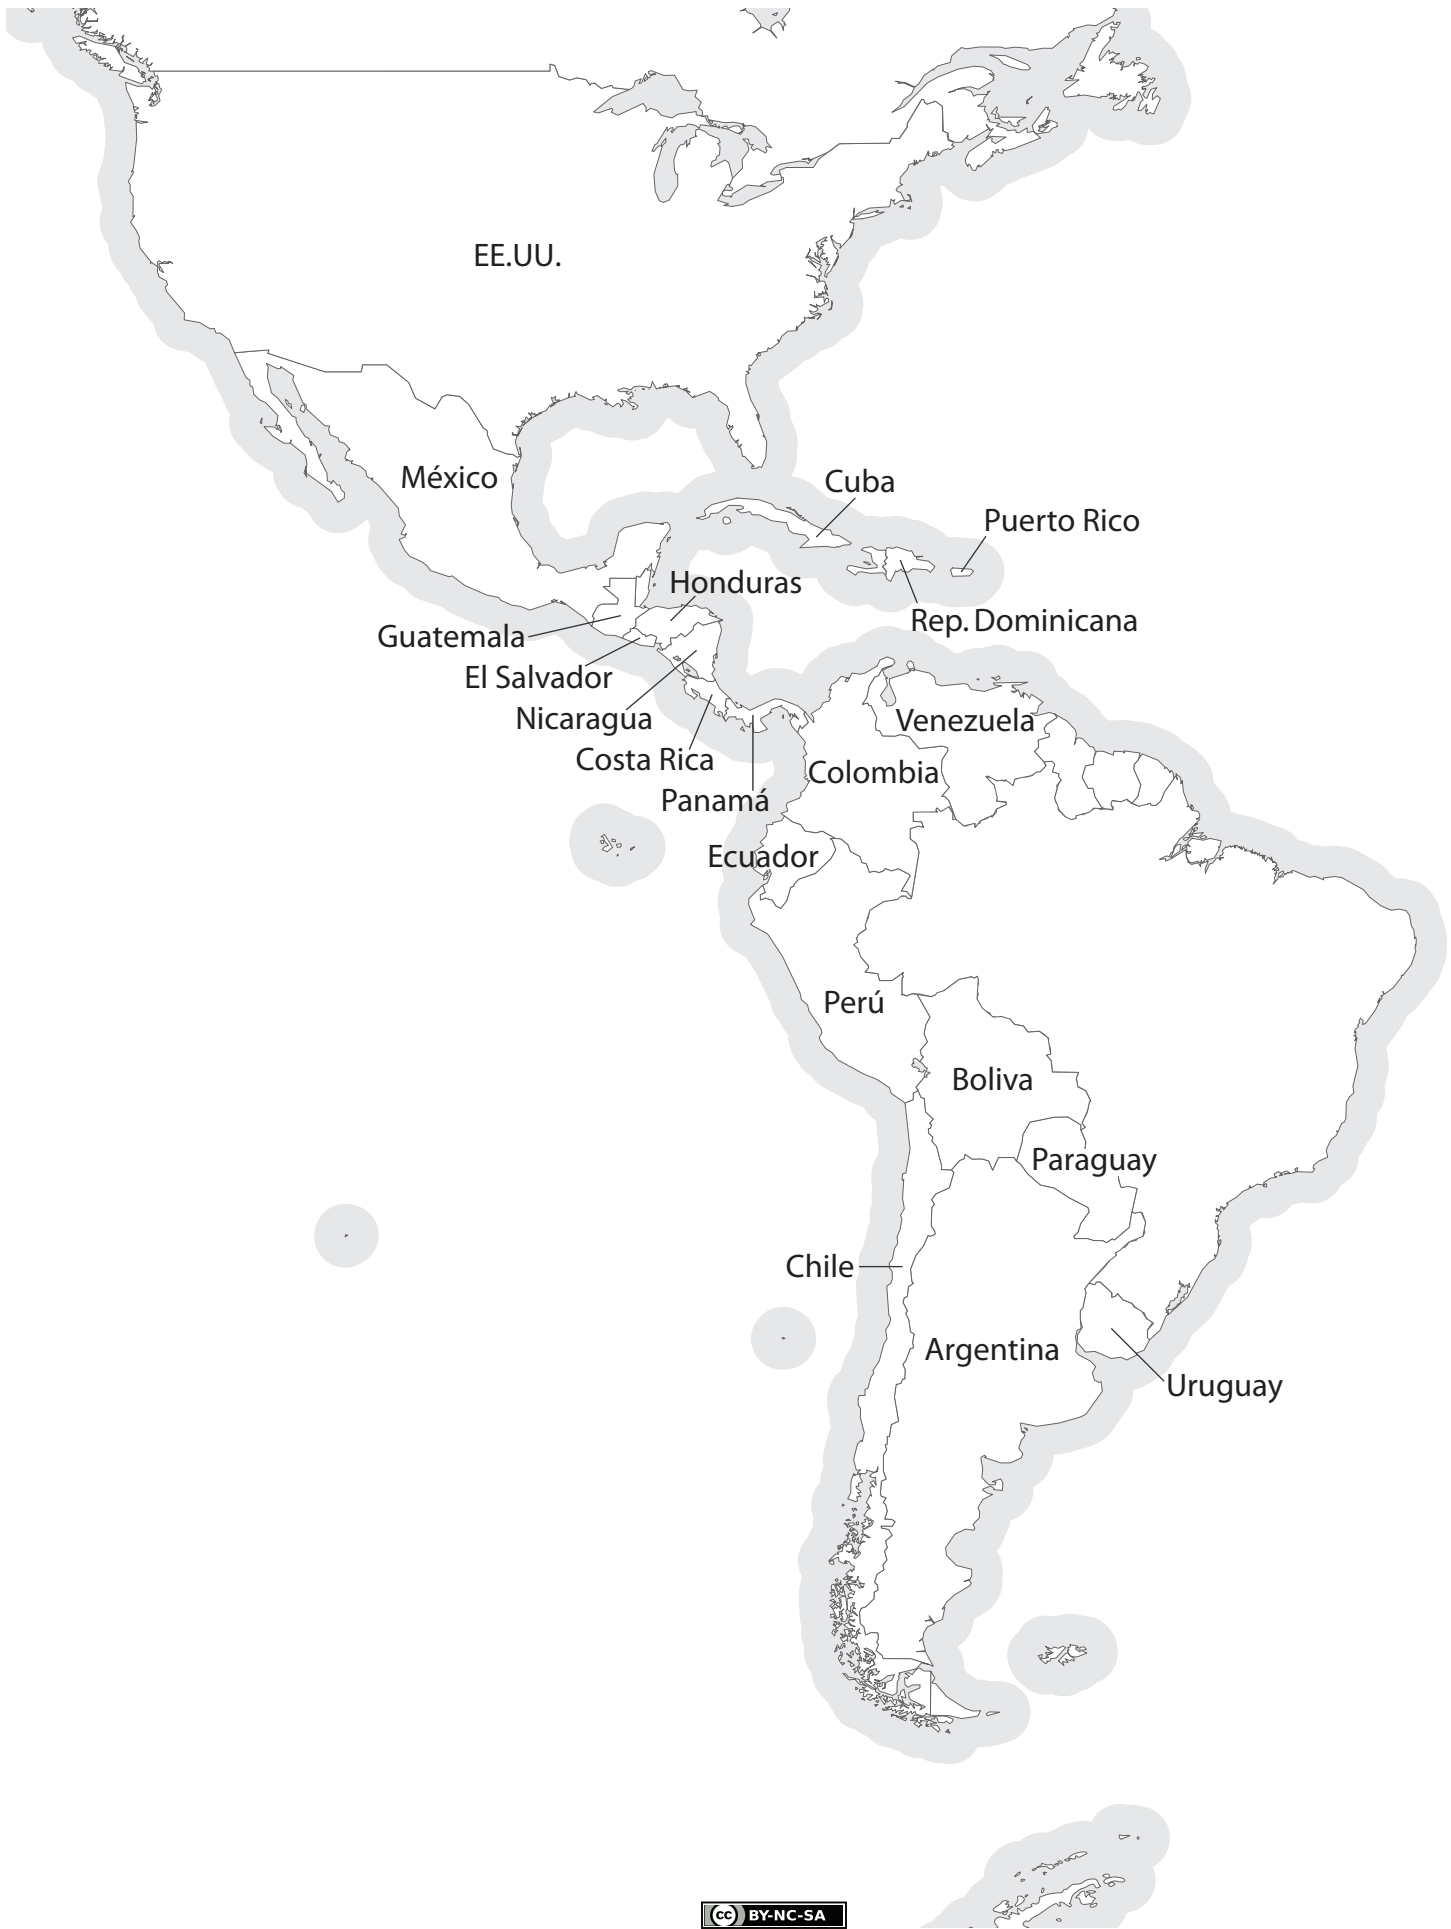 EE.UU.
México
Cuba
Puerto Rico
Honduras
Rep. Dominicana
Guatemala
El Salvador
Nicaragua
Venezuela
Costa Rica
Colombia
Panamá
Ecuador
Perú
Boliva
Paraguay
Chile
Argentina
Uruguay
cc BY-NC-SA